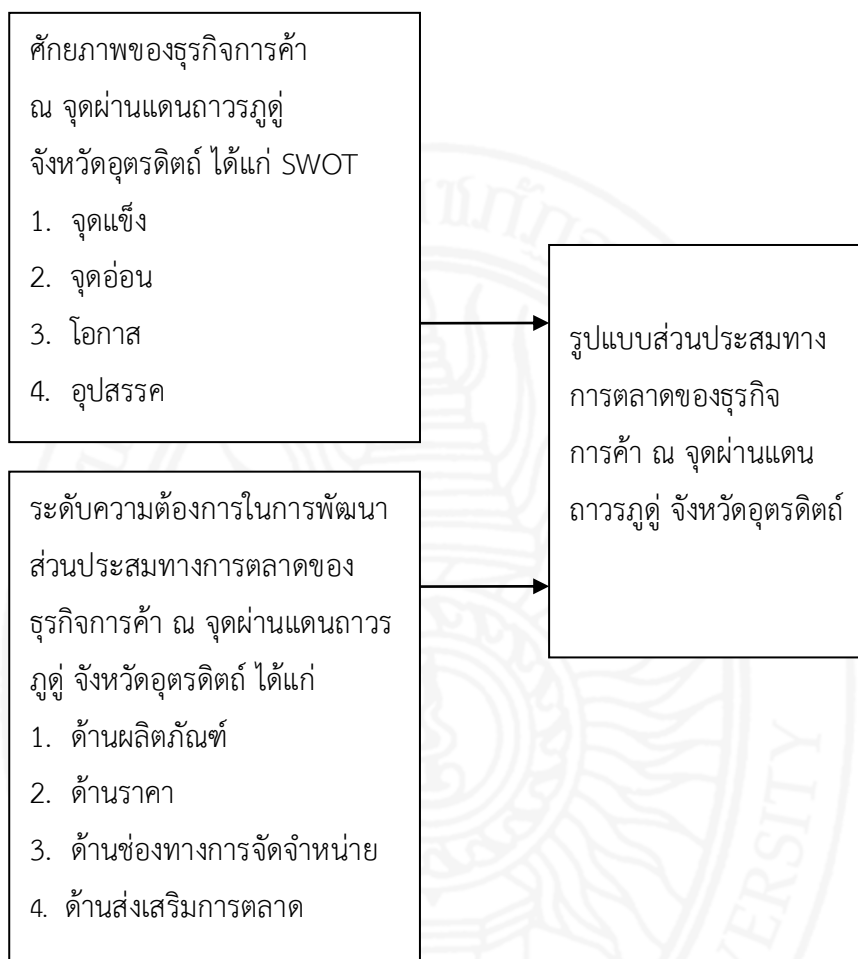 ศักยภาพของธุรกิจการค้า
ณ จุดผ่านแดนถาวรภูดู่
จังหวัดอุตรดิตถ์ ได้แก่ SWOT
1. จุดแข็ง
2. จุดอ่อน
3. โอกาส
4. อุปสรรค
ระดับความต้องการในการพัฒนา
ส่วนประสมทางการตลาดของ
ธุรกิจการค้า ณ จุดผ่านแดนถาวร
ภูดู่ จังหวัดอุตรดิตถ์ ได้แก่
1. ด้านผลิตภัณฑ์
2. ด้านราคา
3. ด้านช่องทางการจัดจำหน่าย
4. ด้านส่งเสริมการตลาด
รูปแบบส่วนประสมทาง
การตลาดของธุรกิจ
การค้า ณ จุดผ่านแดน
ถาวรภูดู่ จังหวัดอุตรดิตถ์